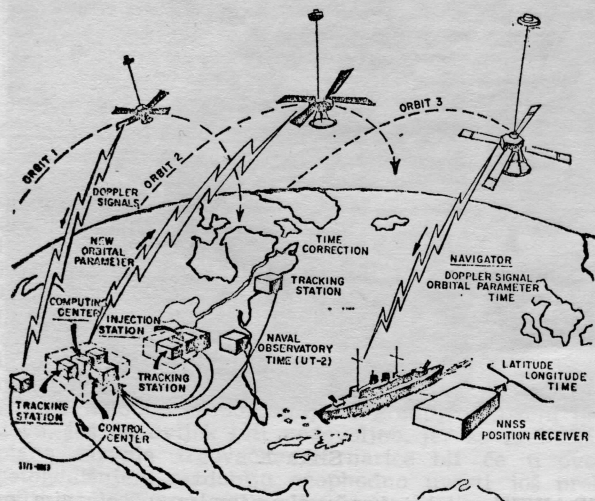 ORBIT 1
ORBIT 2
ORBIT 3
DOPPLER
SIGNALS
NEW
ORBITAL
PARAMETER
TIME
CORRECTION
TRACKING
STATION
NAVIGATOR
DOPPLER SIGNAL
ORBITAL PARAMETER
TIME
COMPUTING
CENTER
INJECTION
STATION
NAVAL
OBSERVATORY
TIME (UT-2)
TRACKING
STATION
TRACKING
STATION
CONTROL
CENTER
LATITUDE
LONGITUDE
TIME
NNSS
POSITION RECEIVER